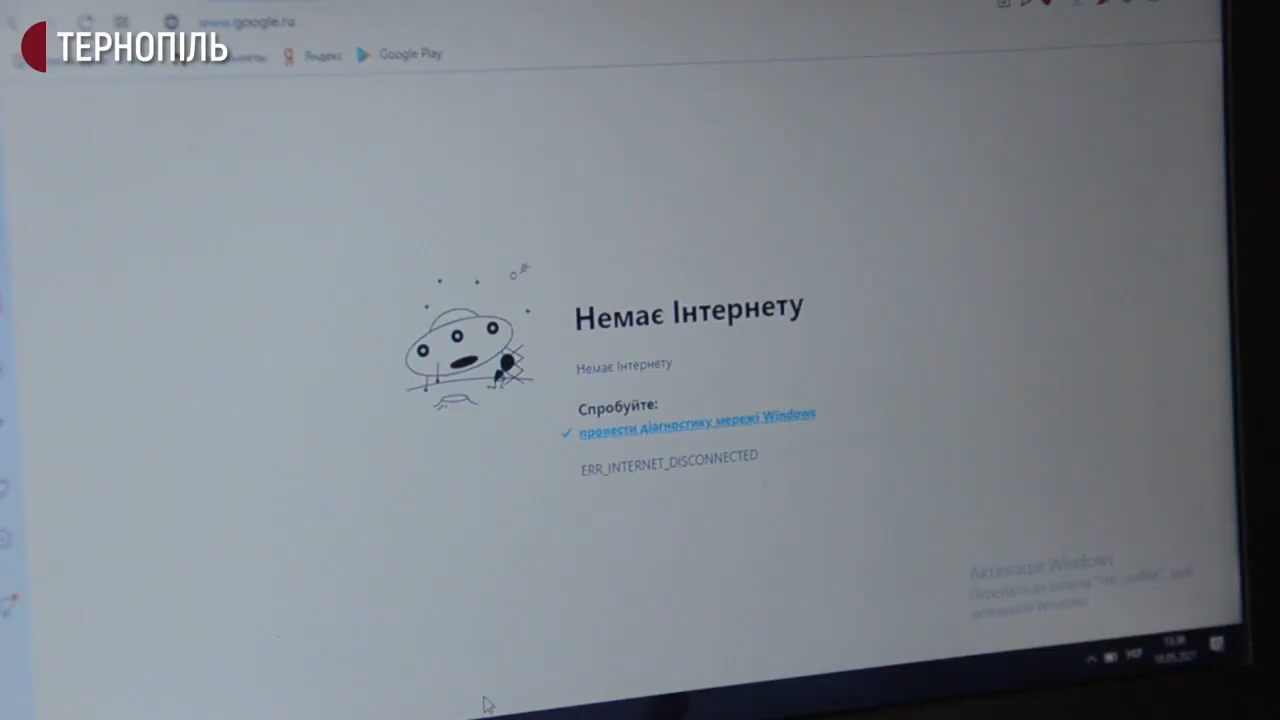 www.google.ru
ТЕРНОПІЛЬ
Яндекс
Google Play
Немає Інтернету
Немає Інтернету
Спробуйте:
провести діагностику мережі Windows
ERR_INTERNET_DISCONNECTED
Активація Windows
УКР